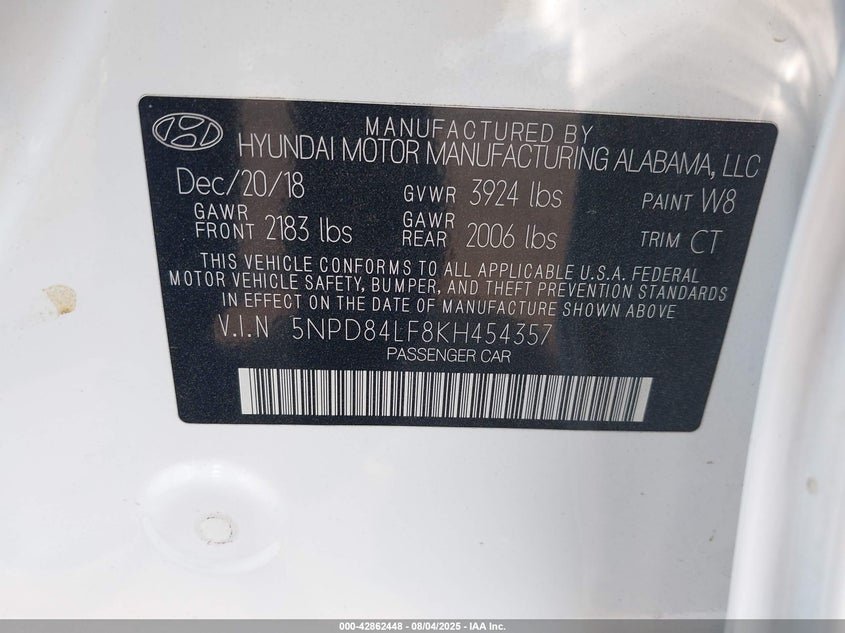 MANUFACTURED BY
HYUNDAI MOTOR MANUFACTURING ALABAMA, LLC
Dec/20/18 GVWR 3924 lbs PAINT W8
GAWR FRONT 2183 lbs GAWR REAR 2006 lbs TRIM CT
THIS VEHICLE CONFORMS TO ALL APPLICABLE U.S.A. FEDERAL
MOTOR VEHICLE SAFETY, BUMPER, AND THEFT PREVENTION STANDARDS
IN EFFECT ON THE DATE OF MANUFACTURE SHOWN ABOVE
V.I.N 5NPD84LF8KH454357
PASSENGER CAR
000-42862448 - 08/04/2025 - IAA Inc.